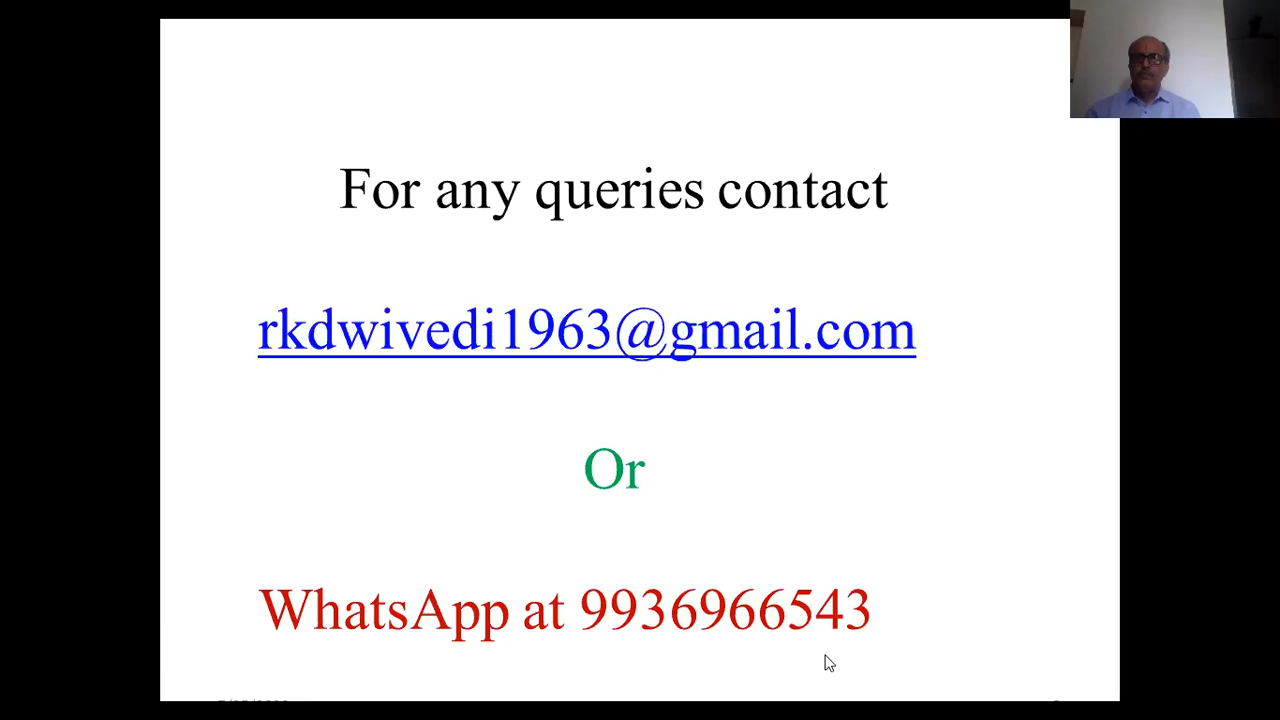 For any queries contact
rkdwivedi1963@gmail.com
Or
WhatsApp at 9936966543